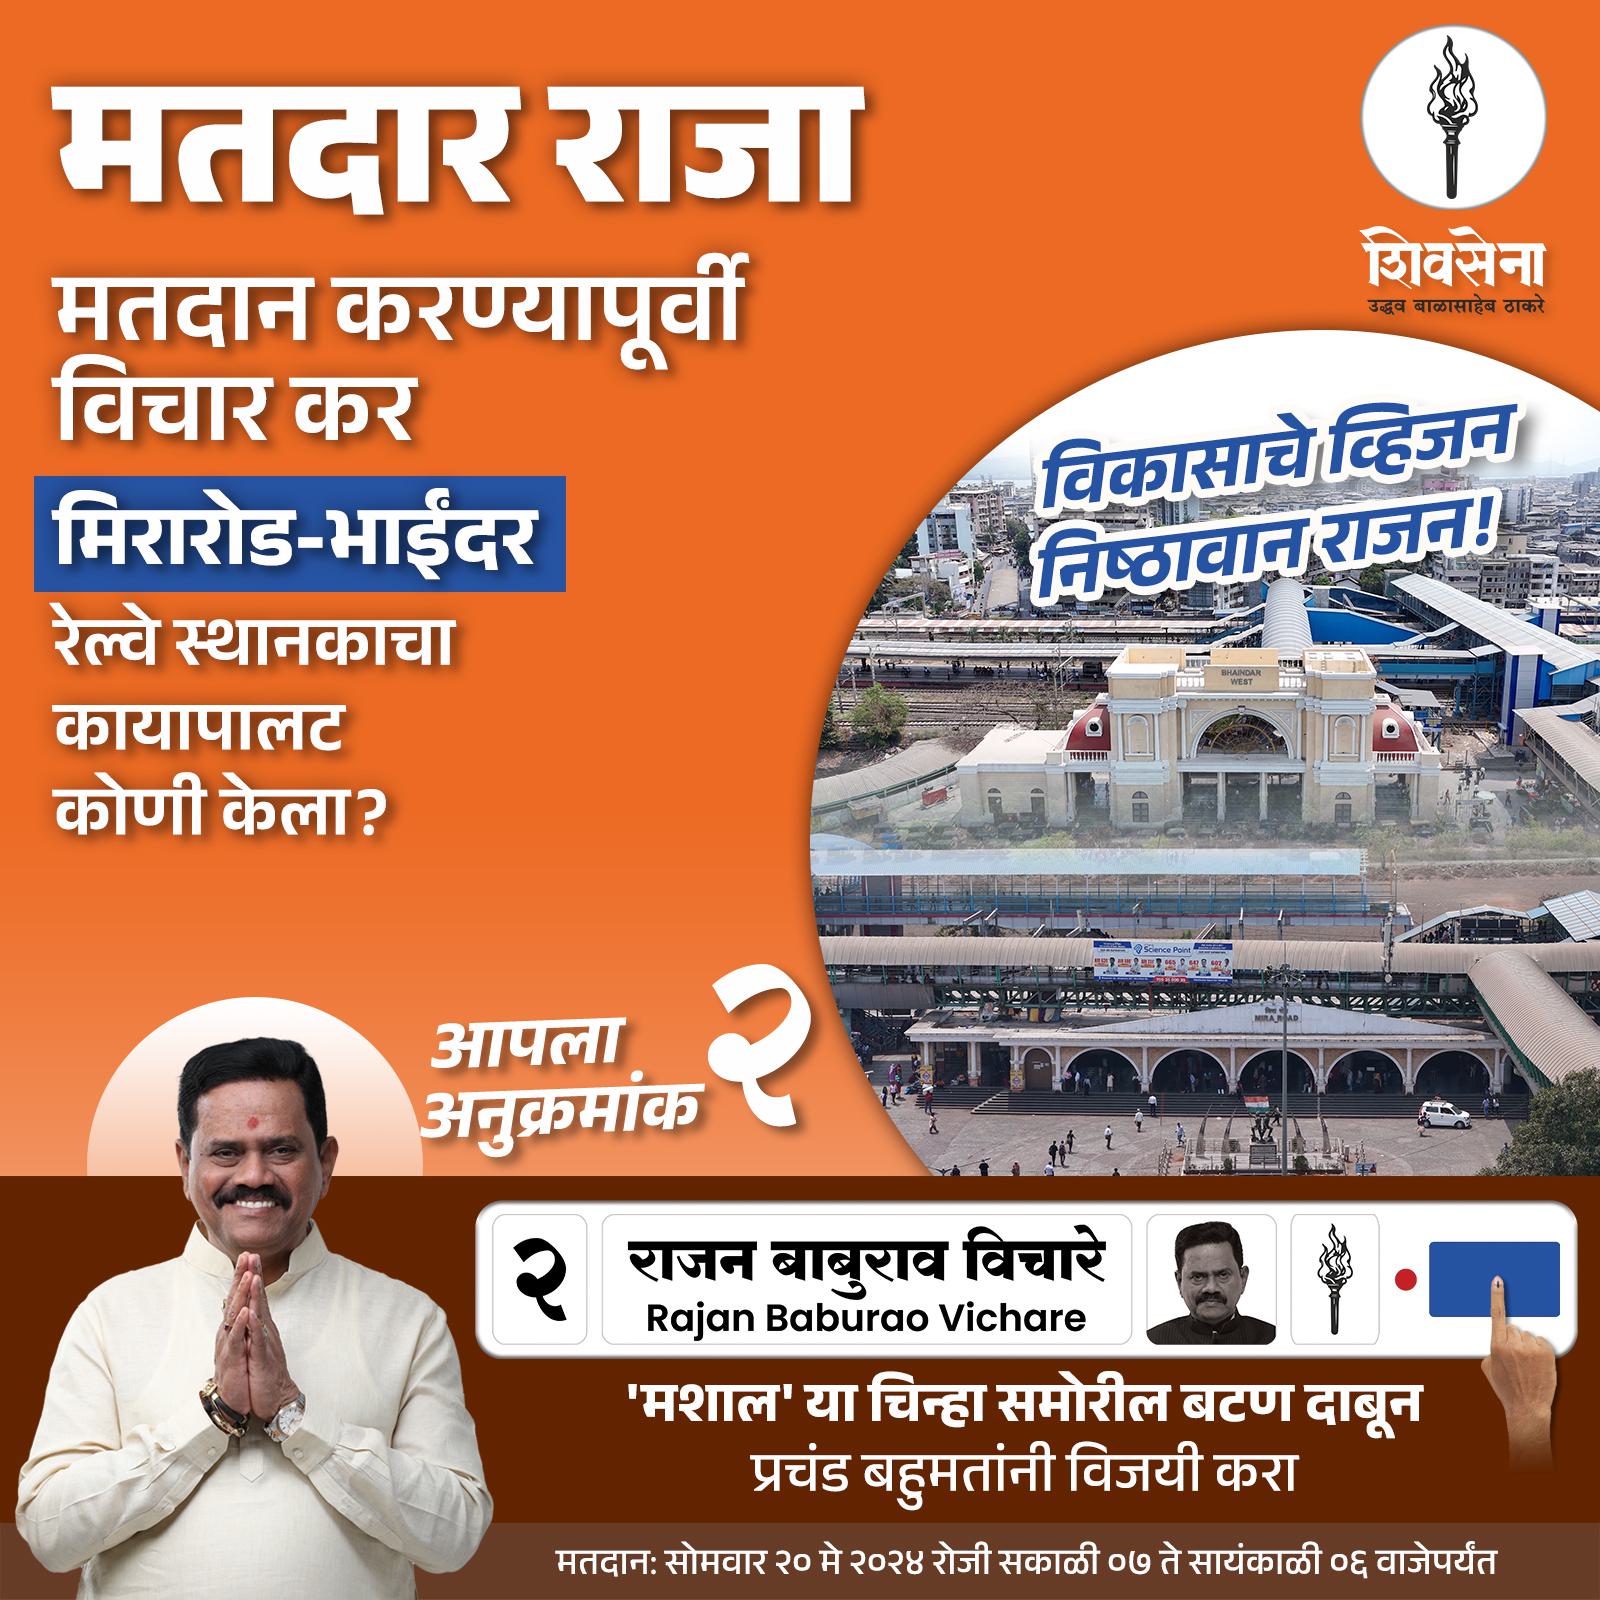 मतदार राजा
मतदान करण्यापूर्वी
विचार कर
मिरारोड-भाईंदर
रेल्वे स्थानकाचा
कायापालट
कोणी केला?
शिवसेना
उद्धव बाळासाहेब ठाकरे
विकासाचे व्हिजन
निष्ठावान राजन!
BHAINDAR
WEST
Science Point
MIRA ROAD
आपला
अनुक्रमांक
२
२
राजन बाबुराव विचारे
Rajan Baburao Vichare
'मशाल' या चिन्हा समोरील बटण दाबून
प्रचंड बहुमतांनी विजयी करा
मतदान: सोमवार २० मे २०२४ रोजी सकाळी ०७ ते सायंकाळी ०६ वाजेपर्यंत